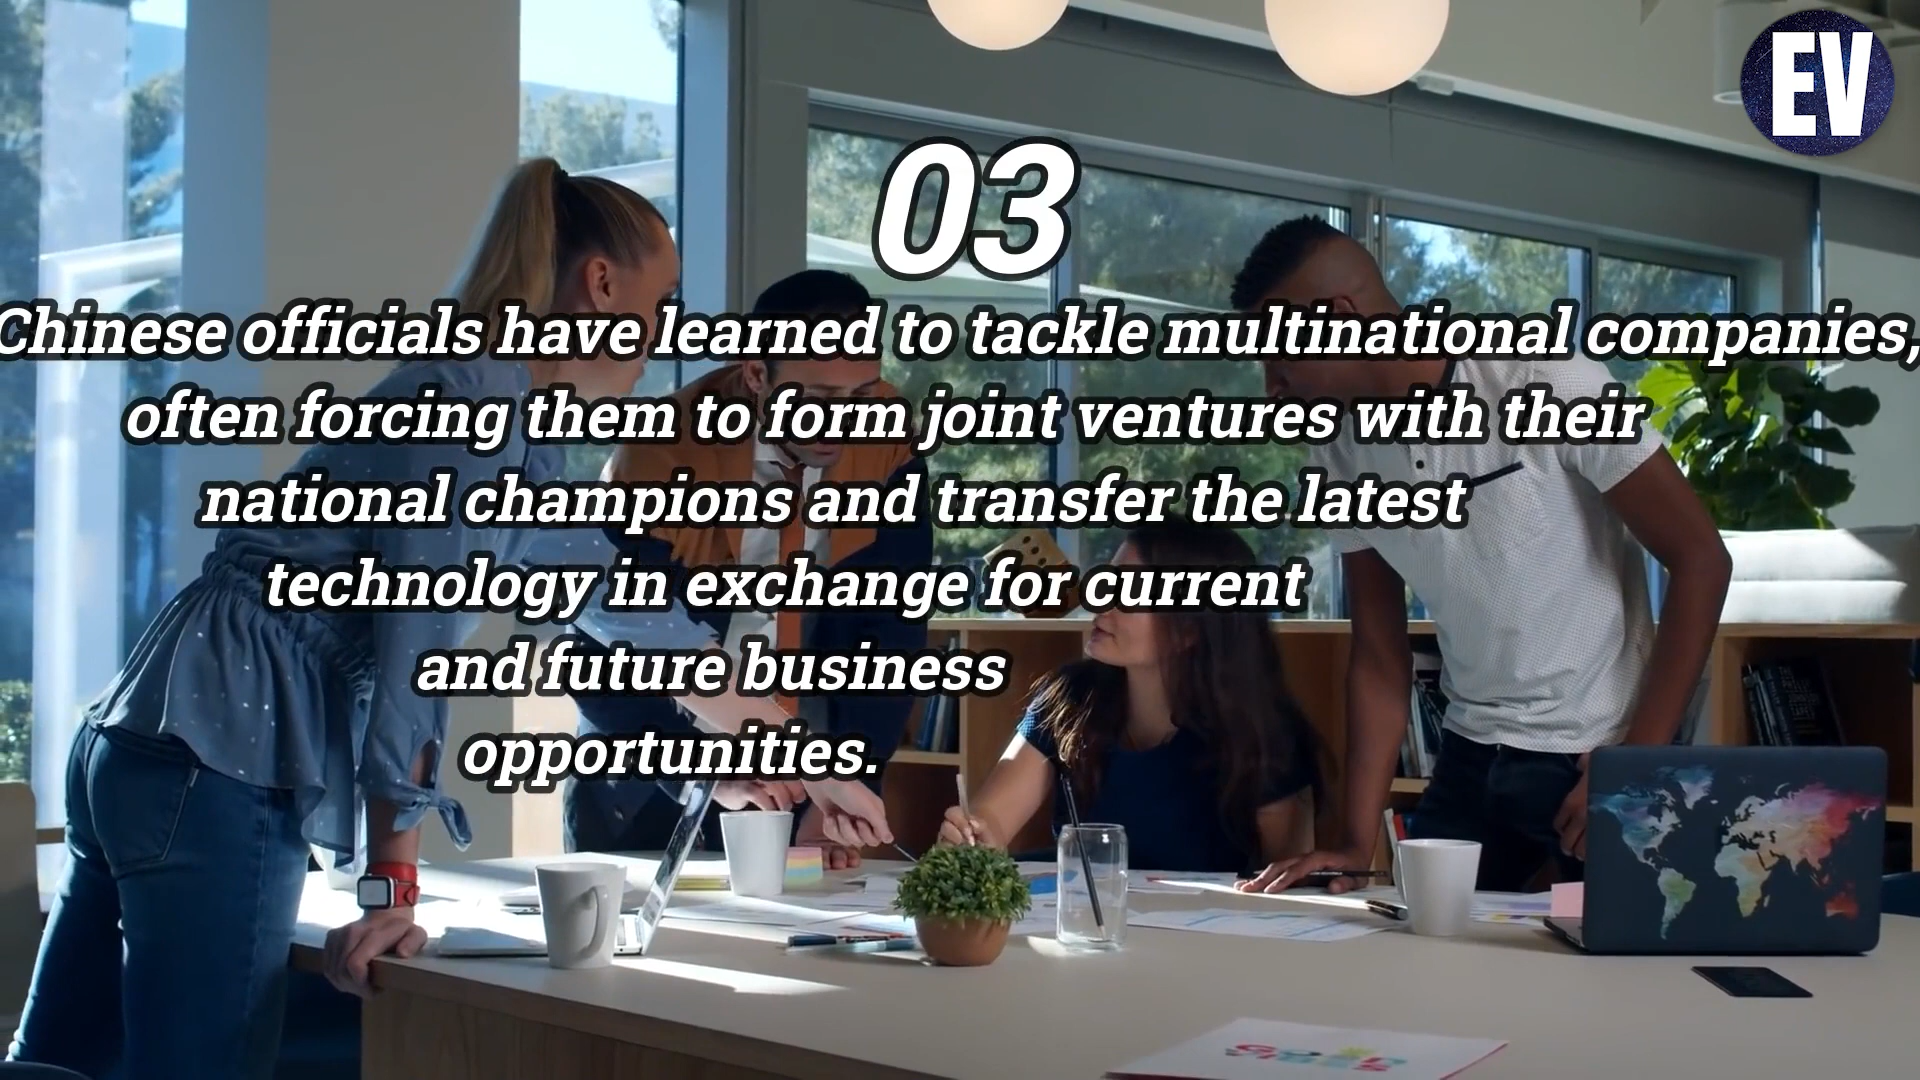 EV
03
Chinese officials have learned to tackle multinational companies,
often forcing them to form joint ventures with their
national champions and transfer the latest
technology in exchange for current
and future business
opportunities.